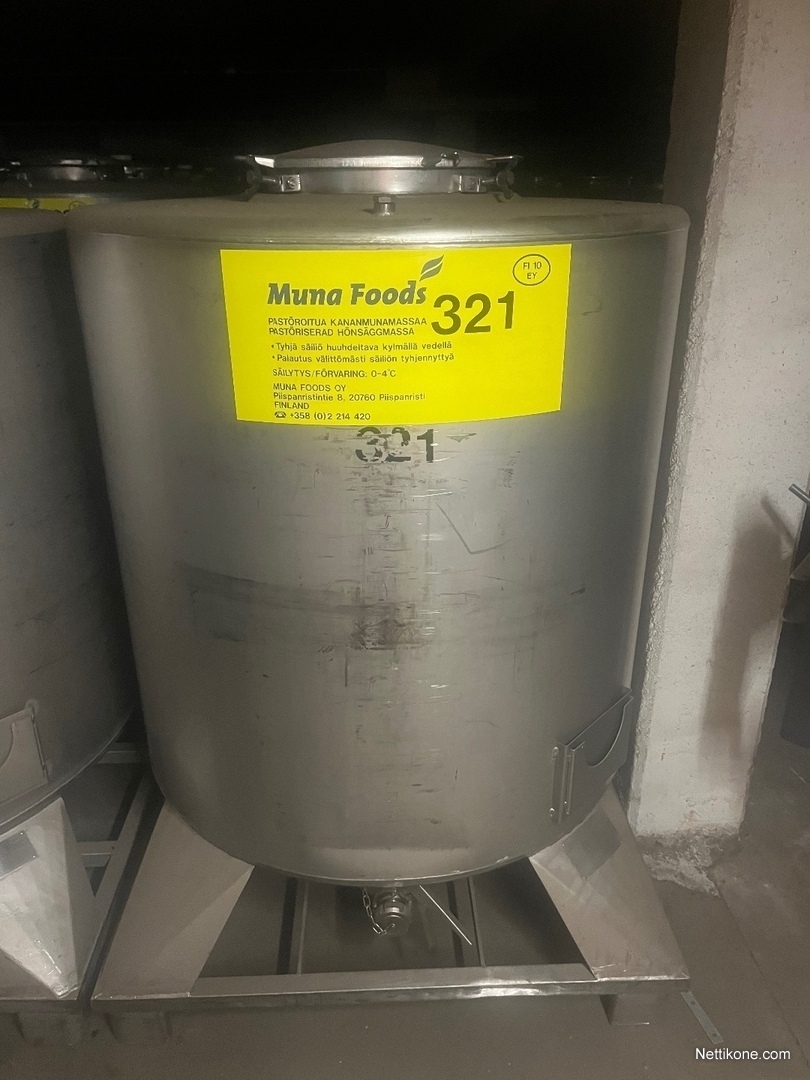 Muna Foods
321
FI 10
EY
PASTÖROITUA KANANMUNAMASSAA
PASTÖRISERAD HÖNSÄGGMASSA
• Tyhjä säiliö huuhdeltava kylmällä vedellä
• Palautus välittömästi säiliön tyhjennyttyä
SÄILYTYS/FÖRVARING: 0-4°C
MUNA FOODS OY
Piispanristintie 8, 20760 Piispanristi
FINLAND
☎ +358 (0)2 214 420
321
Nettikone.com